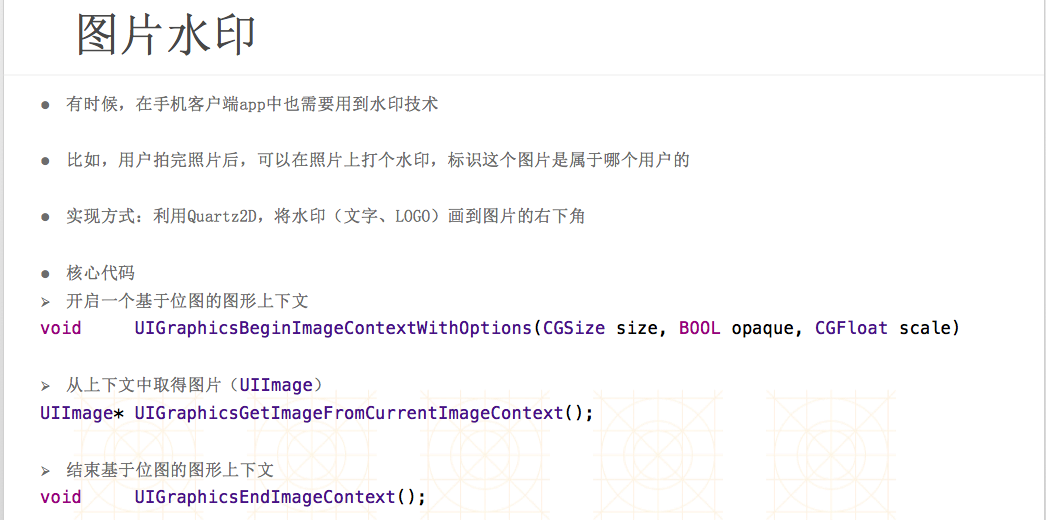 图片水印
● 有时候，在手机客户端app中也需要用到水印技术
● 比如，用户拍完照片后，可以在照片上打个水印，标识这个图片是属于哪个用户的
● 实现方式：利用Quartz2D，将水印（文字、LOGO）画到图片的右下角
● 核心代码
➢ 开启一个基于位图的图形上下文
void     UIGraphicsBeginImageContextWithOptions(CGSize size, BOOL opaque, CGFloat scale)
➢ 从上下文中取得图片（UIImage）
UIImage* UIGraphicsGetImageFromCurrentImageContext();
➢ 结束基于位图的图形上下文
void     UIGraphicsEndImageContext();